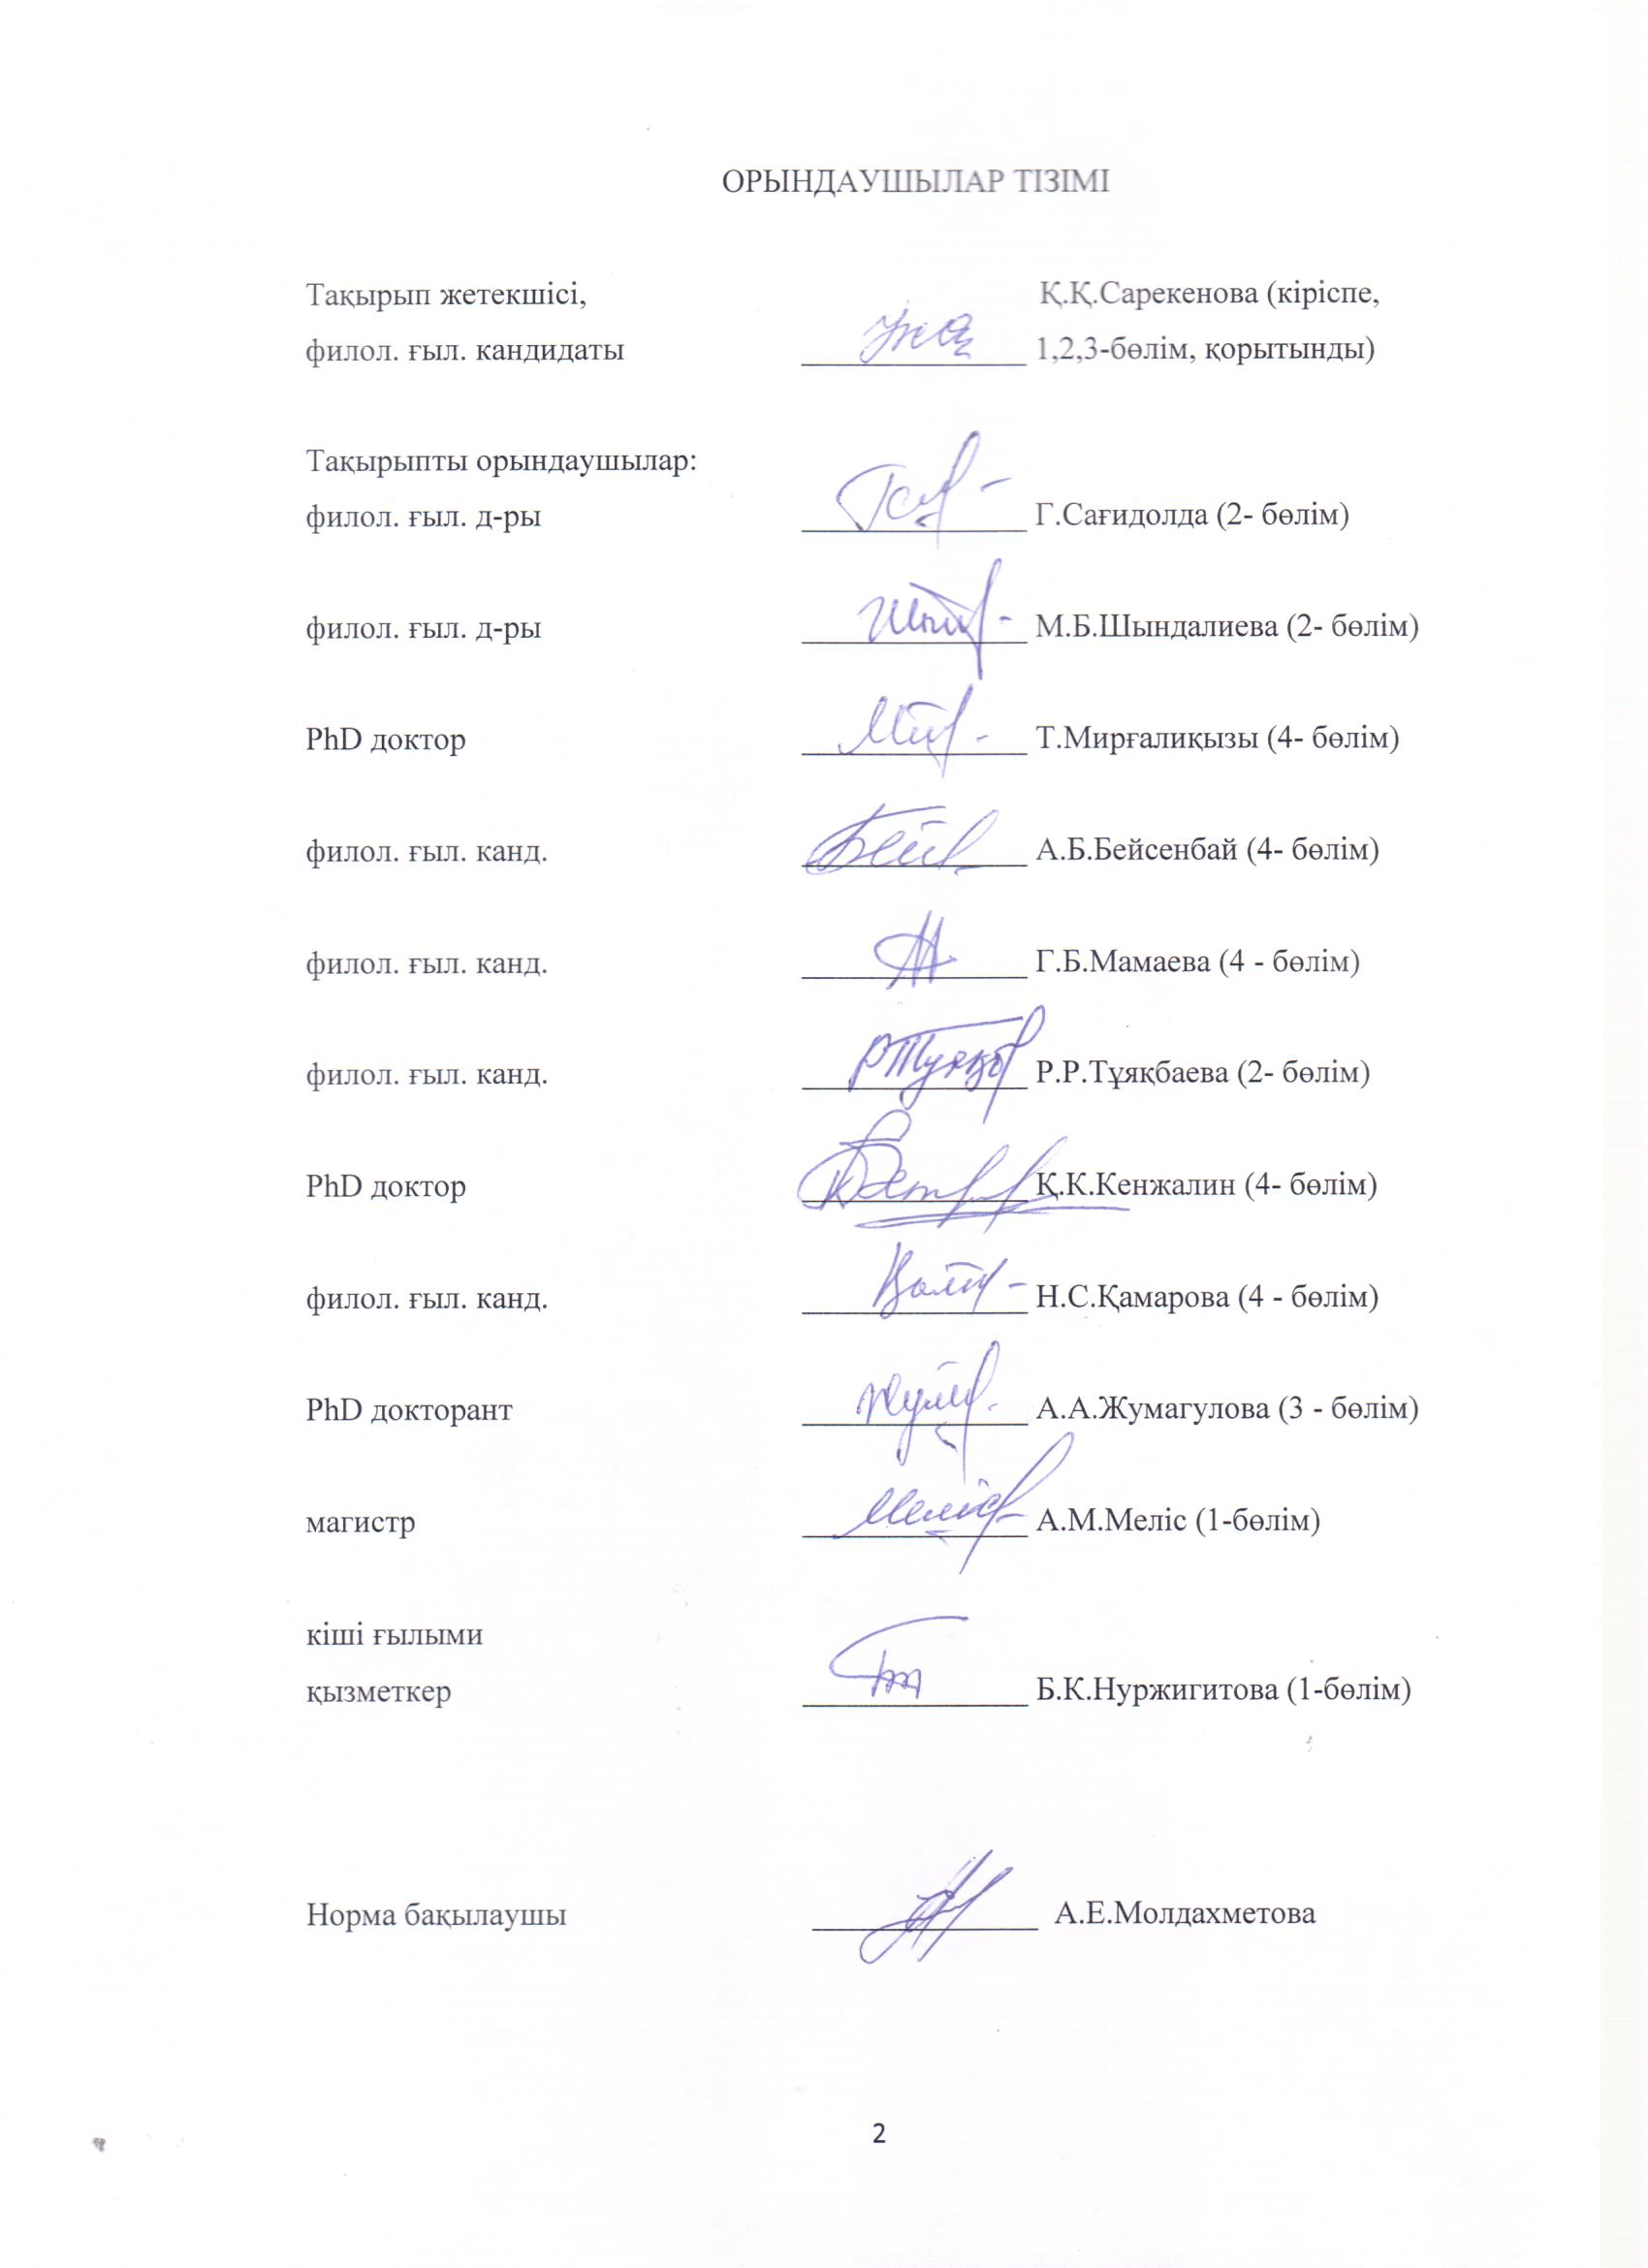 ОРЫНДАУШЫЛАР ТІЗІМІ
Тақырып жетекшісі, Қ.Қ.Сарекенова (кіріспе,
филол. ғыл. кандидаты 1,2,3-бөлім, қорытынды)
Тақырыпты орындаушылар:
филол. ғыл. д-ры Г.Сағидолда (2- бөлім)
филол. ғыл. д-ры М.Б.Шындалиева (2- бөлім)
PhD доктор Т.Мирғалиқызы (4- бөлім)
филол. ғыл. канд. А.Б.Бейсенбай (4- бөлім)
филол. ғыл. канд. Г.Б.Мамаева (4 - бөлім)
филол. ғыл. канд. Р.Р.Тұяқбаева (2- бөлім)
PhD доктор Қ.К.Кенжалин (4- бөлім)
филол. ғыл. канд. Н.С.Қамарова (4 - бөлім)
PhD докторант А.А.Жумагулова (3 - бөлім)
магистр А.М.Меліс (1-бөлім)
кіші ғылыми
қызметкер Б.К.Нуржигитова (1-бөлім)
Норма бақылаушы А.Е.Молдахметова
2